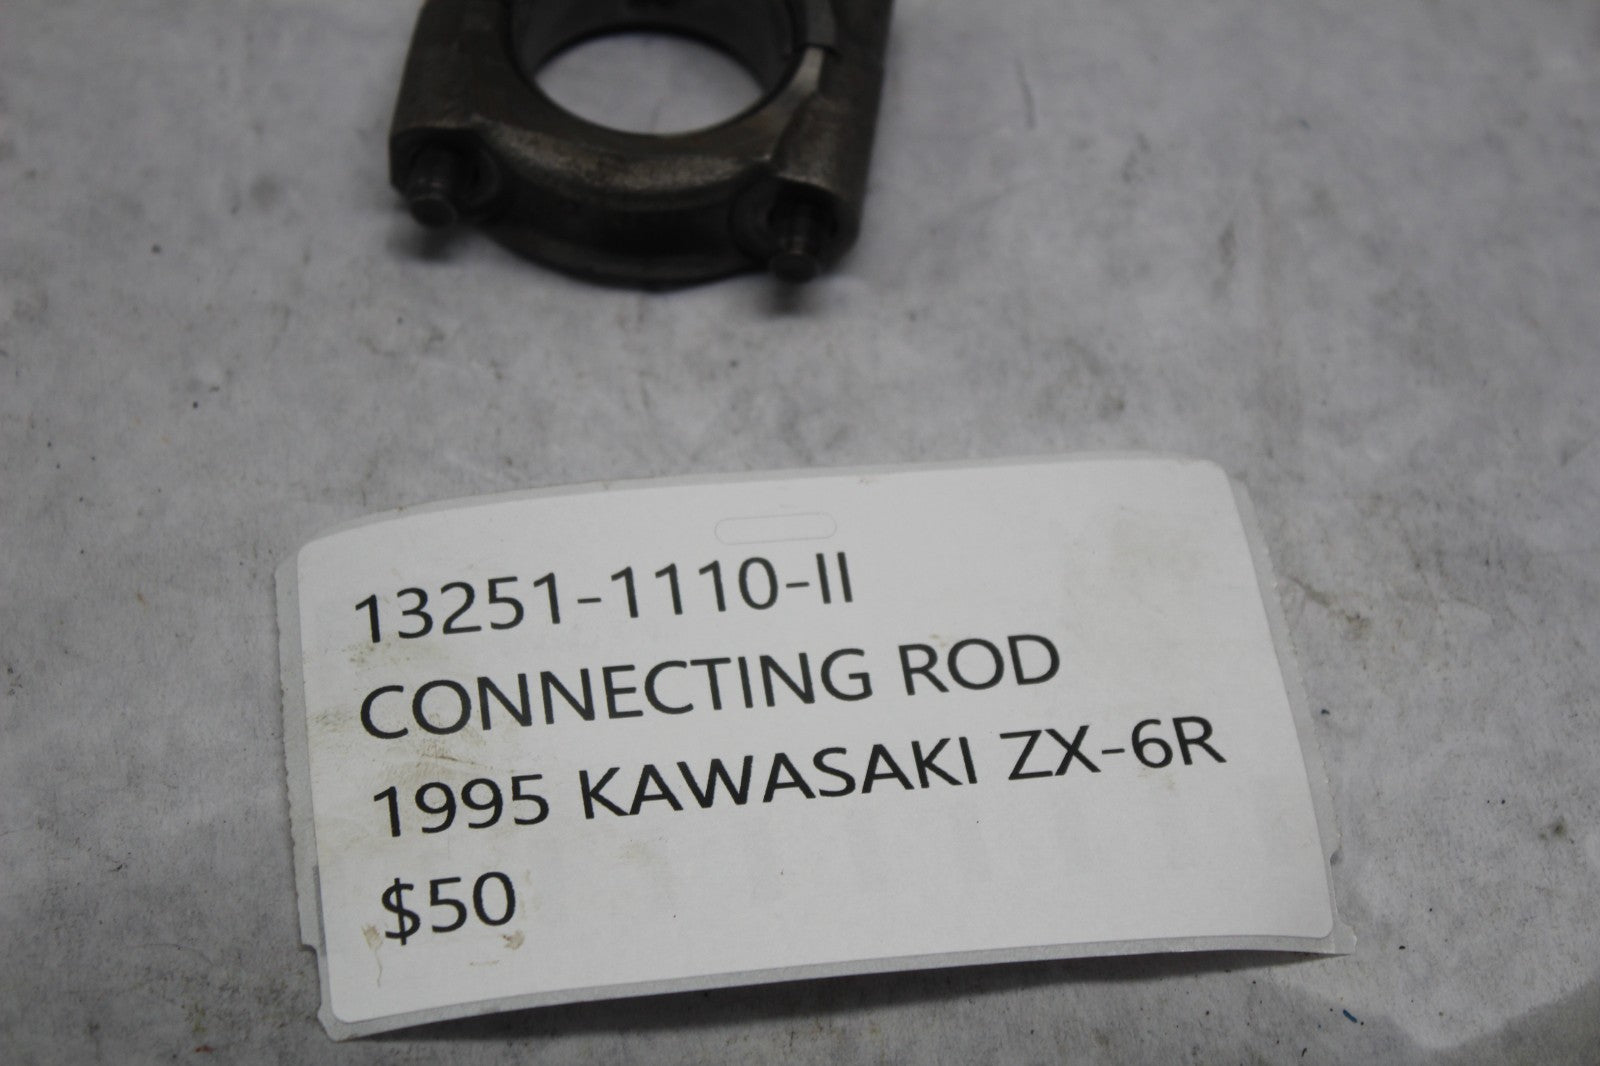 13251-1110-II
CONNECTING ROD
1995 KAWASAKI ZX-6R
$50